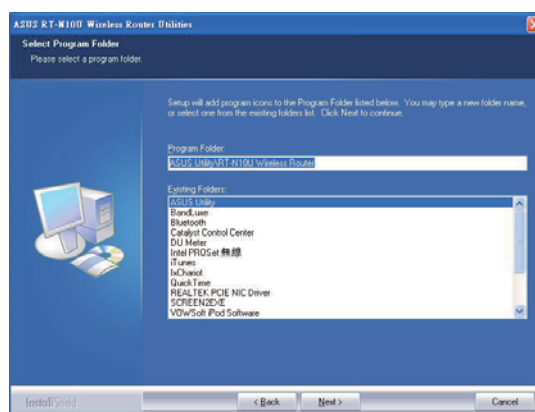 ASUS RT-N10U Wireless Router Utilities
Select Program Folder
Please select a program folder.
Setup will add program icons to the Program Folder listed below. You may type a new folder name,
or select one from the existing folders list. Click Next to continue.
Program Folder:
ASUS Utility\RT-N10U Wireless Router
Existing Folders:
ASUS Utility
BandLuxe
Bluetooth
Catalyst Control Center
DU Meter
Intel PROSet 無線
iTunes
IxChariot
QuickTime
REALTEK PCIE NIC Driver
SCREEN2EXE
VOWSoft iPod Software
InstallShield
< Back
Next >
Cancel